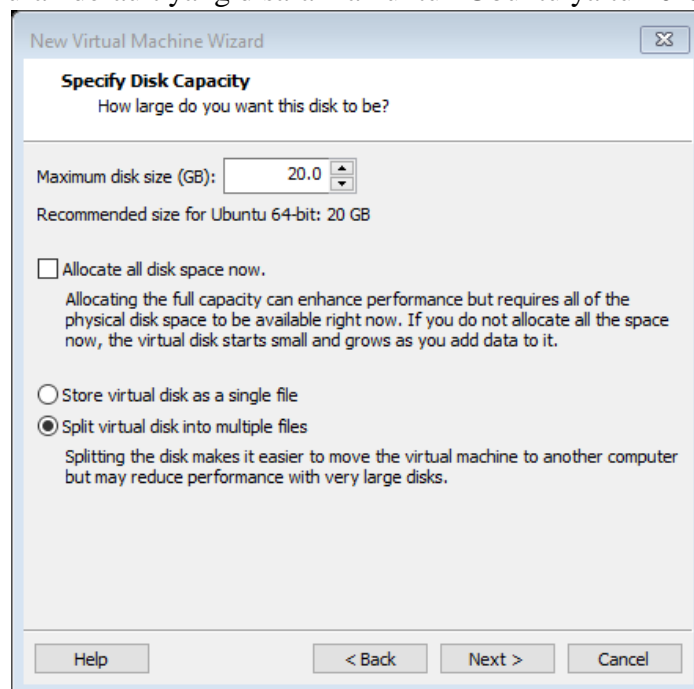 default yang disarankan untuk Ubuntu yaitu
New Virtual Machine Wizard
Specify Disk Capacity
How large do you want this disk to be?
Maximum disk size (GB): 20.0
Recommended size for Ubuntu 64-bit: 20 GB
Allocate all disk space now.
Allocating the full capacity can enhance performance but requires all of the
physical disk space to be available right now. If you do not allocate all the space
now, the virtual disk starts small and grows as you add data to it.
Store virtual disk as a single file
Split virtual disk into multiple files
Splitting the disk makes it easier to move the virtual machine to another computer
but may reduce performance with very large disks.
Help < Back Next > Cancel